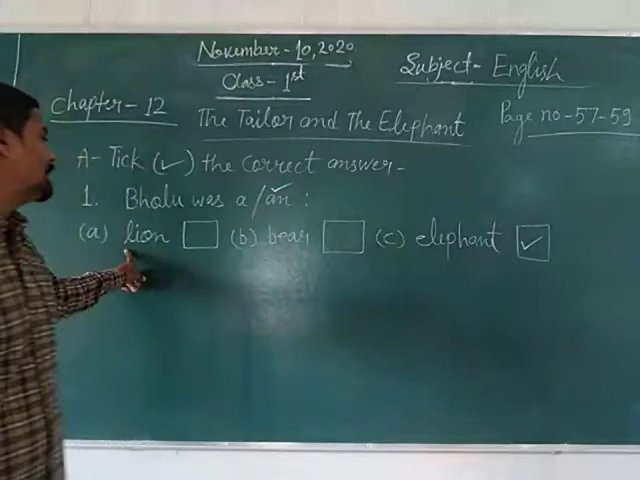 November - 10, 2020
Class - 1st
Subject - English
Chapter - 12
The Tailor and The Elephant
Page no - 57-59
A - Tick (✓) the correct answer -
1. Bhalu was a /an :
(a) lion (b) bear (c) elephant ✓